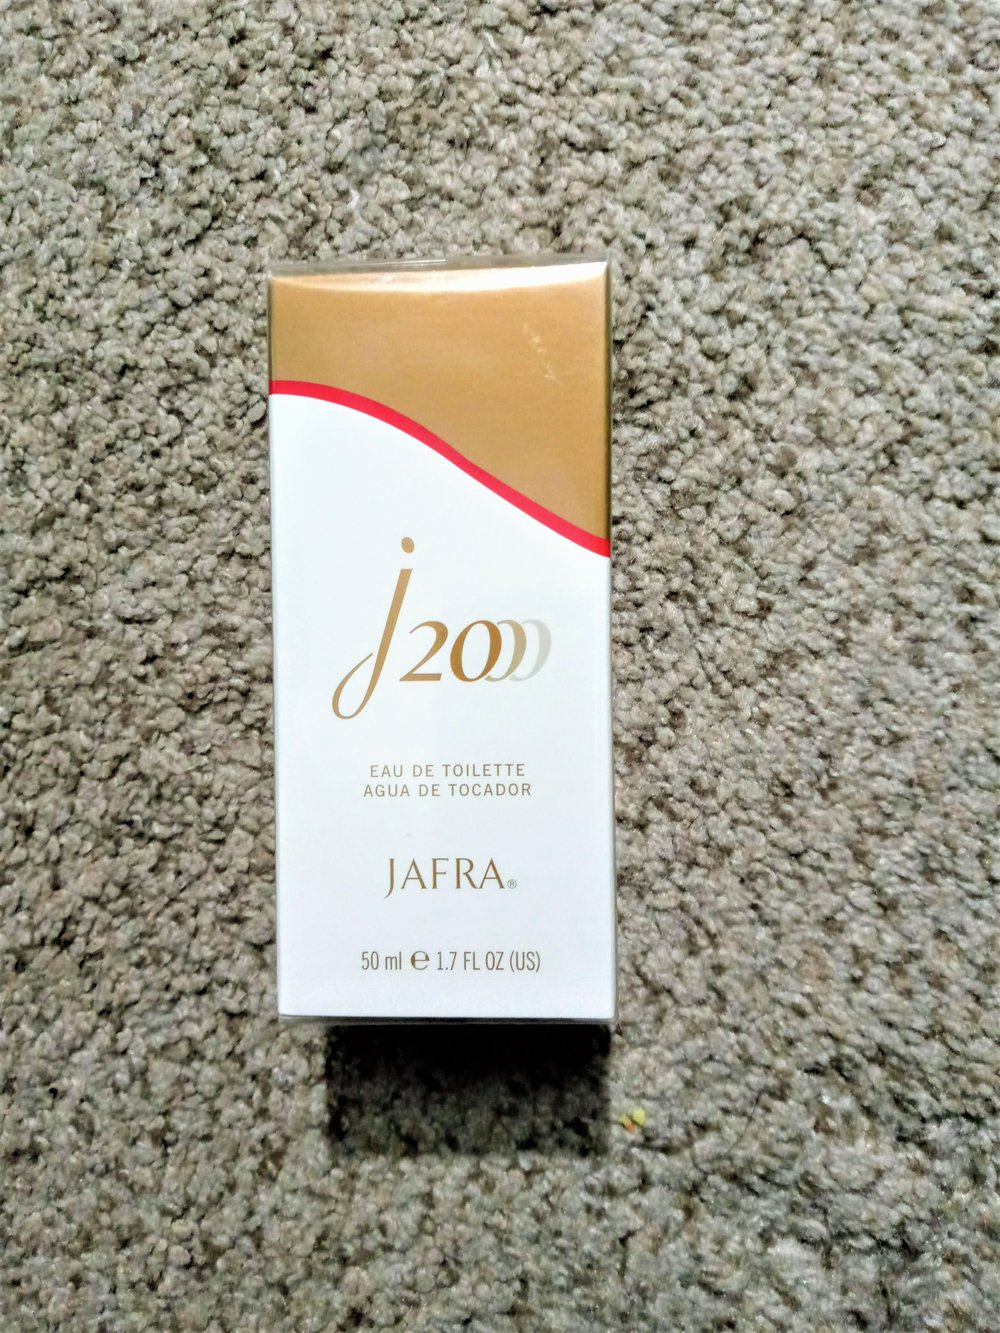 j2000
EAU DE TOILETTE
AGUA DE TOCADOR
JAFRA®
50 ml ℮ 1.7 FL OZ (US)